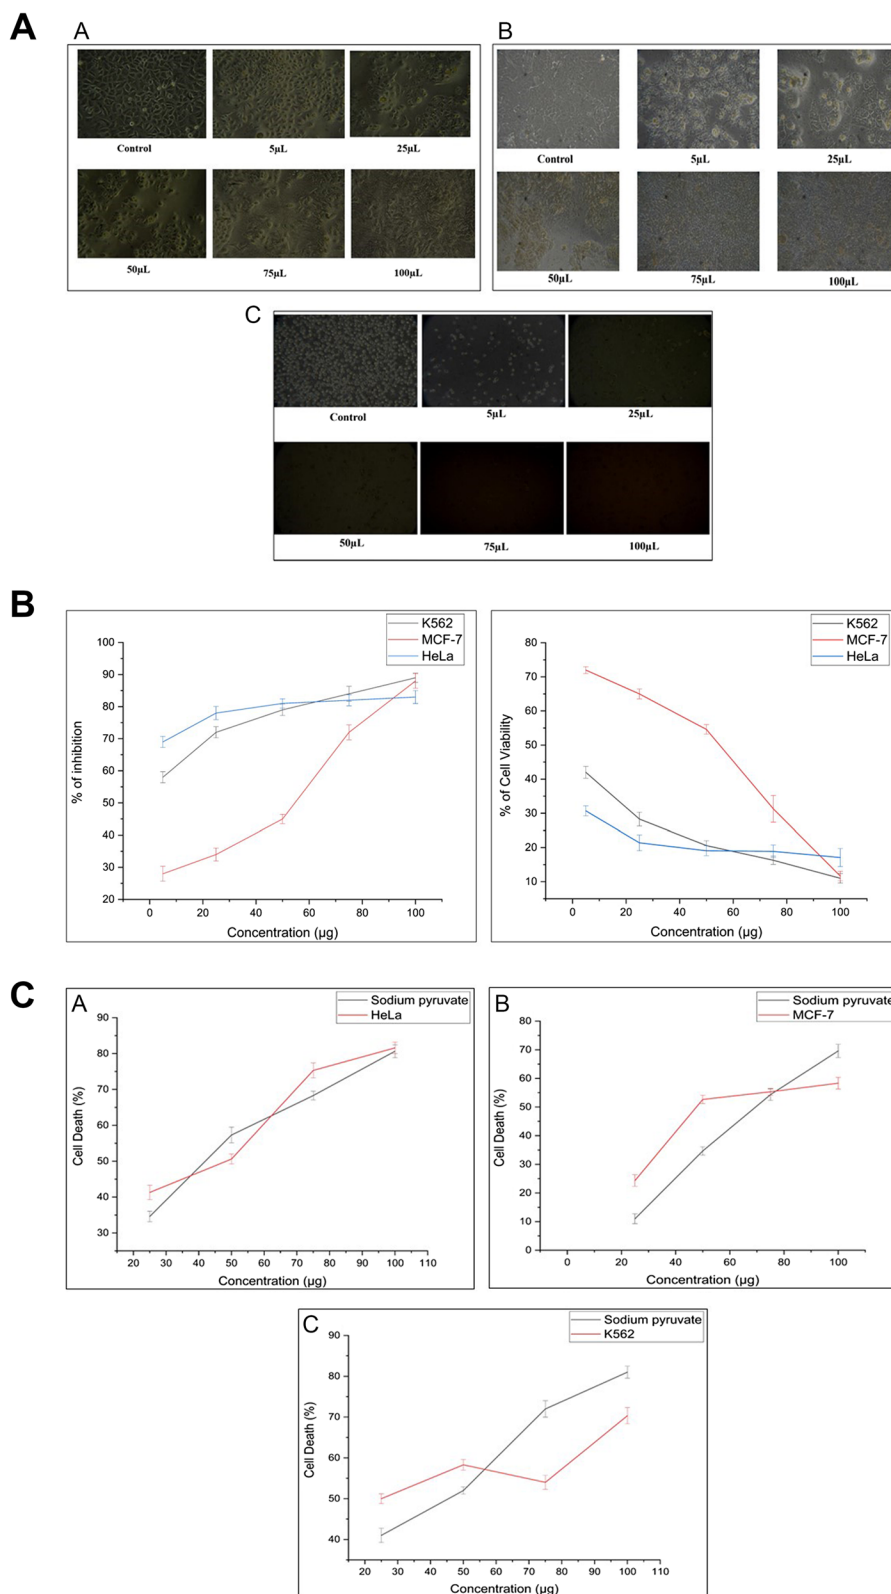 A
A
Control
5µL
25µL
50µL
75µL
100µL
B
Control
5µL
25µL
50µL
75µL
100µL
C
Control
5µL
25µL
50µL
75µL
100µL
B
K562
MCF-7
HeLa
% of inhibition
100
90
80
70
60
50
40
30
20
0 20 40 60 80 100
Concentration (µg)
K562
MCF-7
HeLa
% of Cell Viability
80
70
60
50
40
30
20
10
0 20 40 60 80 100
Concentration (µg)
C
A
Sodium pyruvate
HeLa
Cell Death (%)
90
80
70
60
50
40
30
20 30 40 50 60 70 80 90 100 110
Concentration (µg)
B
Sodium pyruvate
MCF-7
Cell Death (%)
80
70
60
50
40
30
20
10
0
0 20 40 60 80 100
Concentration (µg)
C
Sodium pyruvate
K562
Cell Death (%)
90
80
70
60
50
40
20 30 40 50 60 70 80 90 100 110
Concentration (µg)